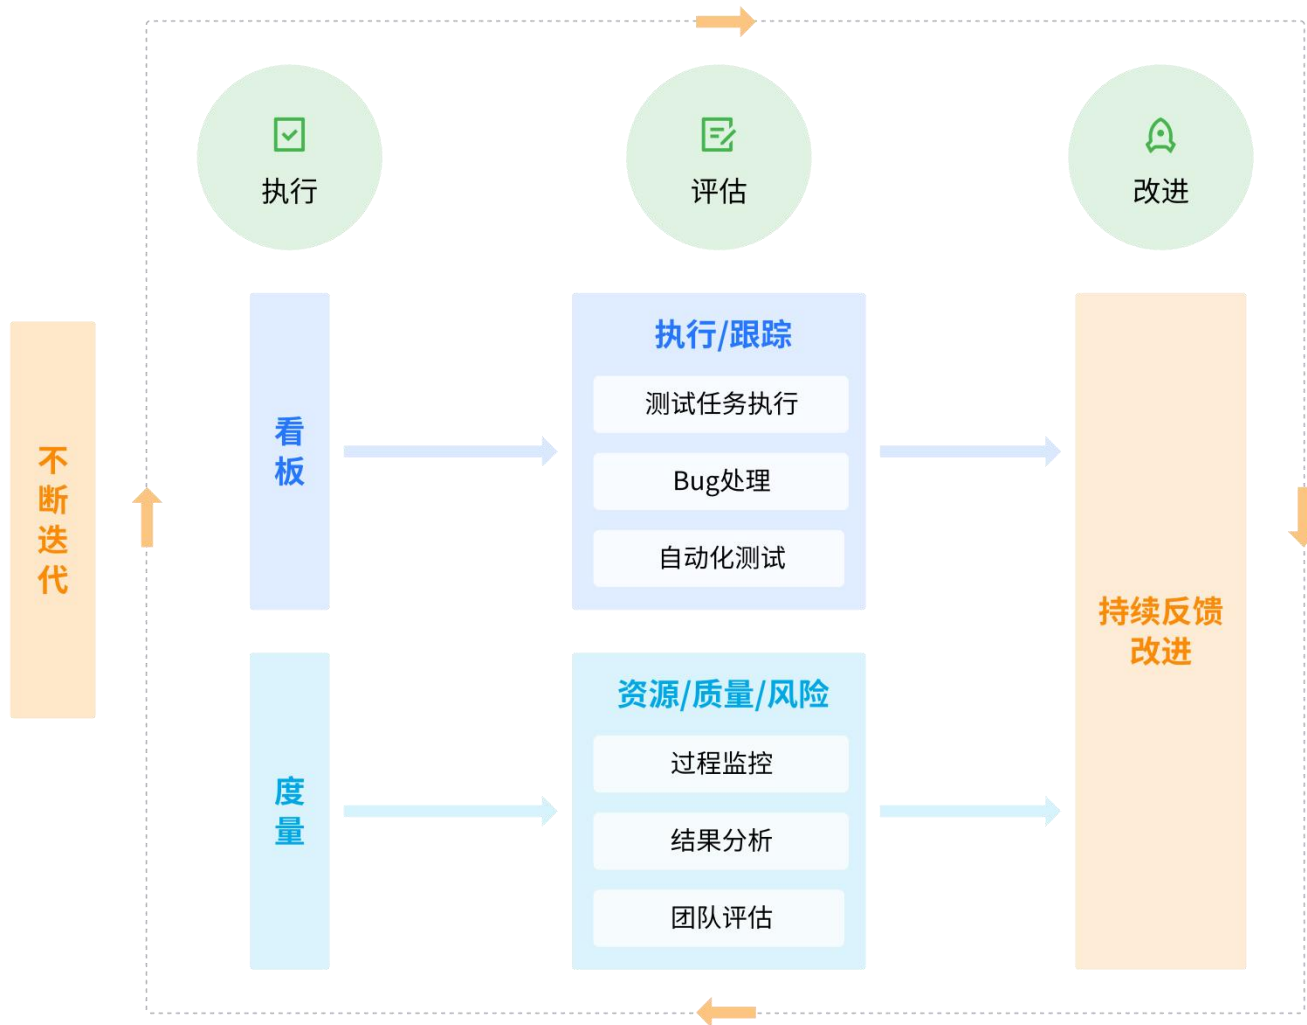 执行
评估
改进
不
断
迭
代
看
板
执行/跟踪
测试任务执行
Bug处理
自动化测试
度
量
资源/质量/风险
过程监控
结果分析
团队评估
持续反馈
改进